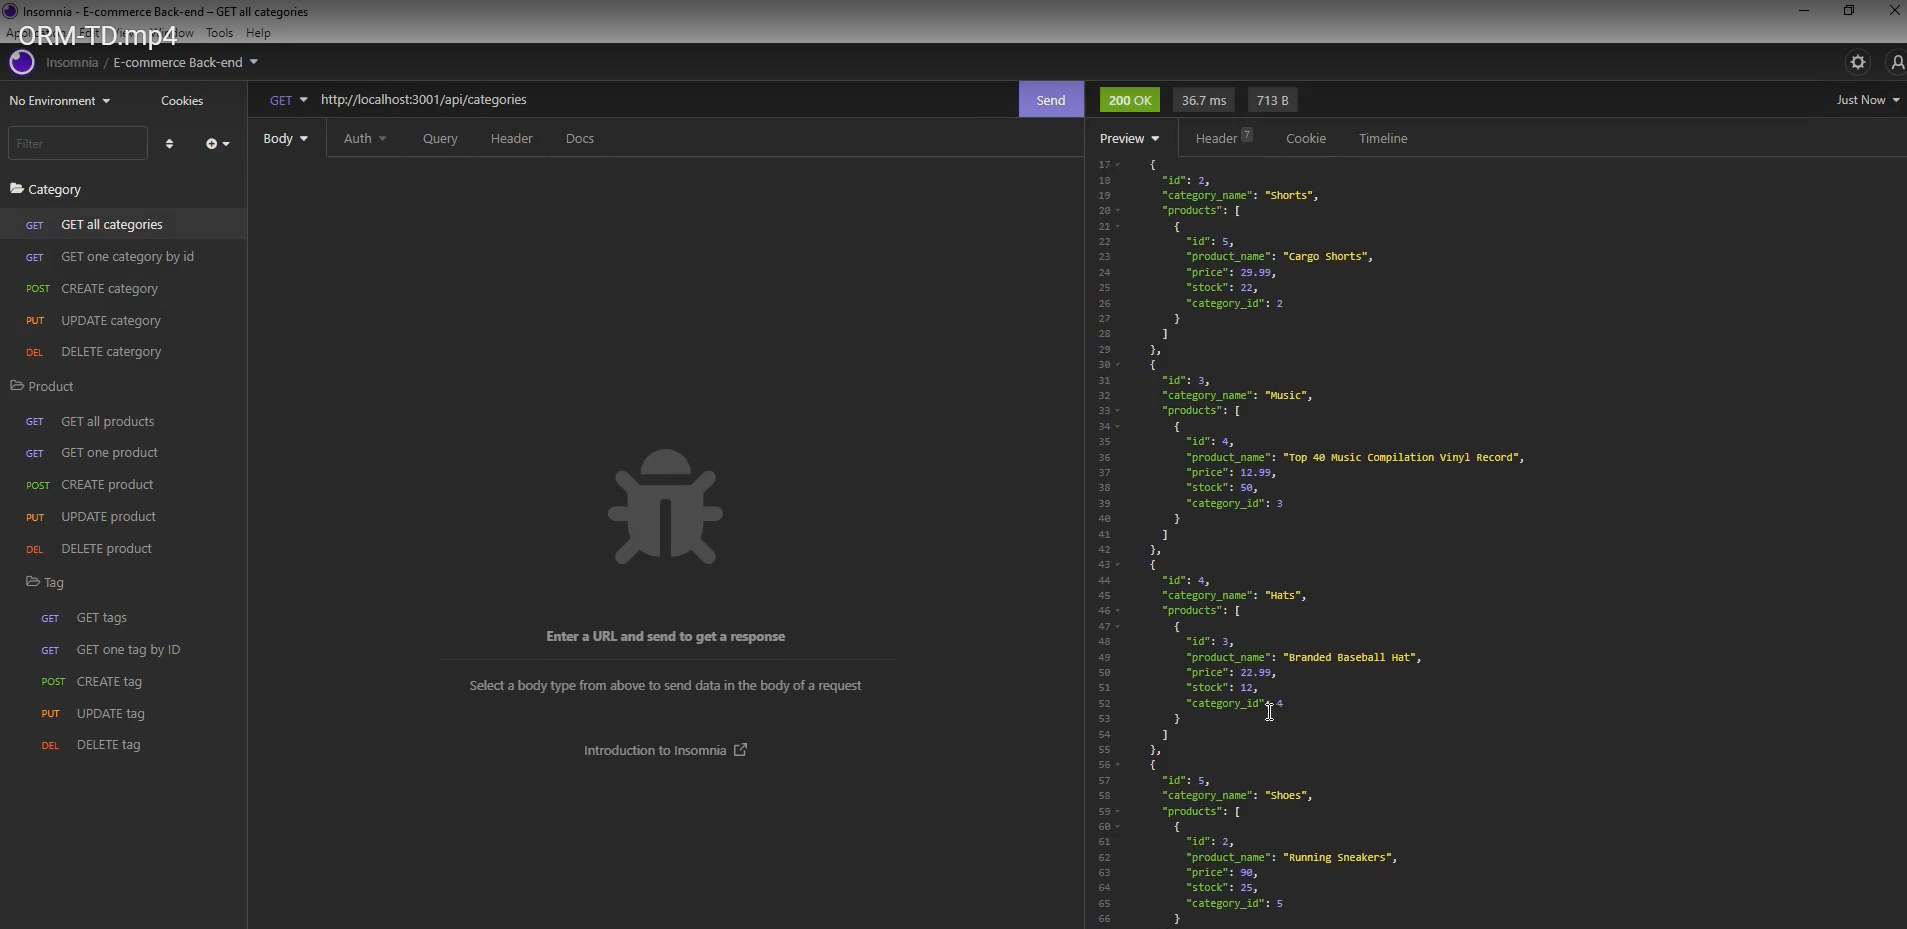 Insomnia - E-commerce Back-end – GET all categories
ORM-TD.mp4
Tools Help
Insomnia / E-commerce Back-end
No Environment Cookies
Filter
Category
GET GET all categories
GET GET one category by id
POST CREATE category
PUT UPDATE category
DEL DELETE catergory
Product
GET GET all products
GET GET one product
POST CREATE product
PUT UPDATE product
DEL DELETE product
Tag
GET GET tags
GET GET one tag by ID
POST CREATE tag
PUT UPDATE tag
DEL DELETE tag
GET http://localhost:3001/api/categories Send
Body Auth Query Header Docs
Enter a URL and send to get a response
Select a body type from above to send data in the body of a request
Introduction to Insomnia
200 OK 36.7 ms 713 B Just Now
Preview Header 7 Cookie Timeline
17 {
18 "id": 2,
19 "category_name": "Shorts",
20 "products": [
21 {
22 "id": 5,
23 "product_name": "Cargo Shorts",
24 "price": 29.99,
25 "stock": 22,
26 "category_id": 2
27 }
28 ]
29 },
30 {
31 "id": 3,
32 "category_name": "Music",
33 "products": [
34 {
35 "id": 4,
36 "product_name": "Top 40 Music Compilation Vinyl Record",
37 "price": 12.99,
38 "stock": 50,
39 "category_id": 3
40 }
41 ]
42 },
43 {
44 "id": 4,
45 "category_name": "Hats",
46 "products": [
47 {
48 "id": 3,
49 "product_name": "Branded Baseball Hat",
50 "price": 22.99,
51 "stock": 12,
52 "category_id": 4
53 }
54 ]
55 },
56 {
57 "id": 5,
58 "category_name": "Shoes",
59 "products": [
60 {
61 "id": 2,
62 "product_name": "Running Sneakers",
63 "price": 90,
64 "stock": 25,
65 "category_id": 5
66 }